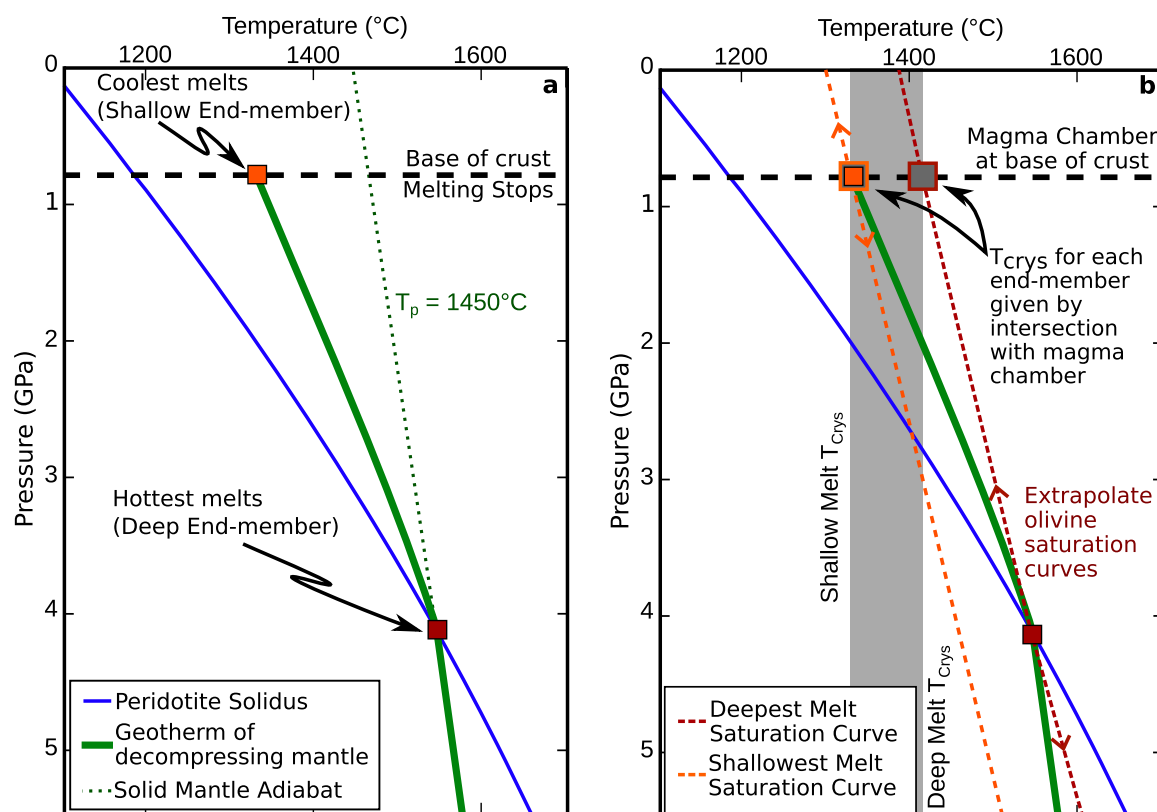 Temperature (°C)
1200 1400 1600
0
a
Coolest melts
(Shallow End-member)
Base of crust
Melting Stops
1
Tp = 1450°C
2
Pressure (GPa)
3
Hottest melts
(Deep End-member)
4
5
Peridotite Solidus
Geotherm of
decompressing mantle
Solid Mantle Adiabat
Temperature (°C)
1200 1400 1600
0
b
Magma Chamber
at base of crust
1
Tcrys for each
end-member
given by
intersection
with magma
chamber
2
Pressure (GPa)
3
Shallow Melt TCrys
Extrapolate
olivine
saturation
curves
4
Deep Melt TCrys
5
Deepest Melt
Saturation Curve
Shallowest Melt
Saturation Curve